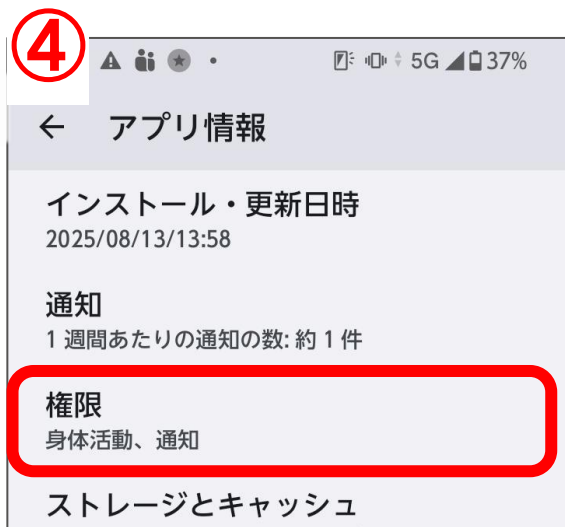 ④
5G 37%
アプリ情報
インストール・更新日時
2025/08/13/13:58
通知
1 週間あたりの通知の数: 約 1 件
権限
身体活動、通知
ストレージとキャッシュ